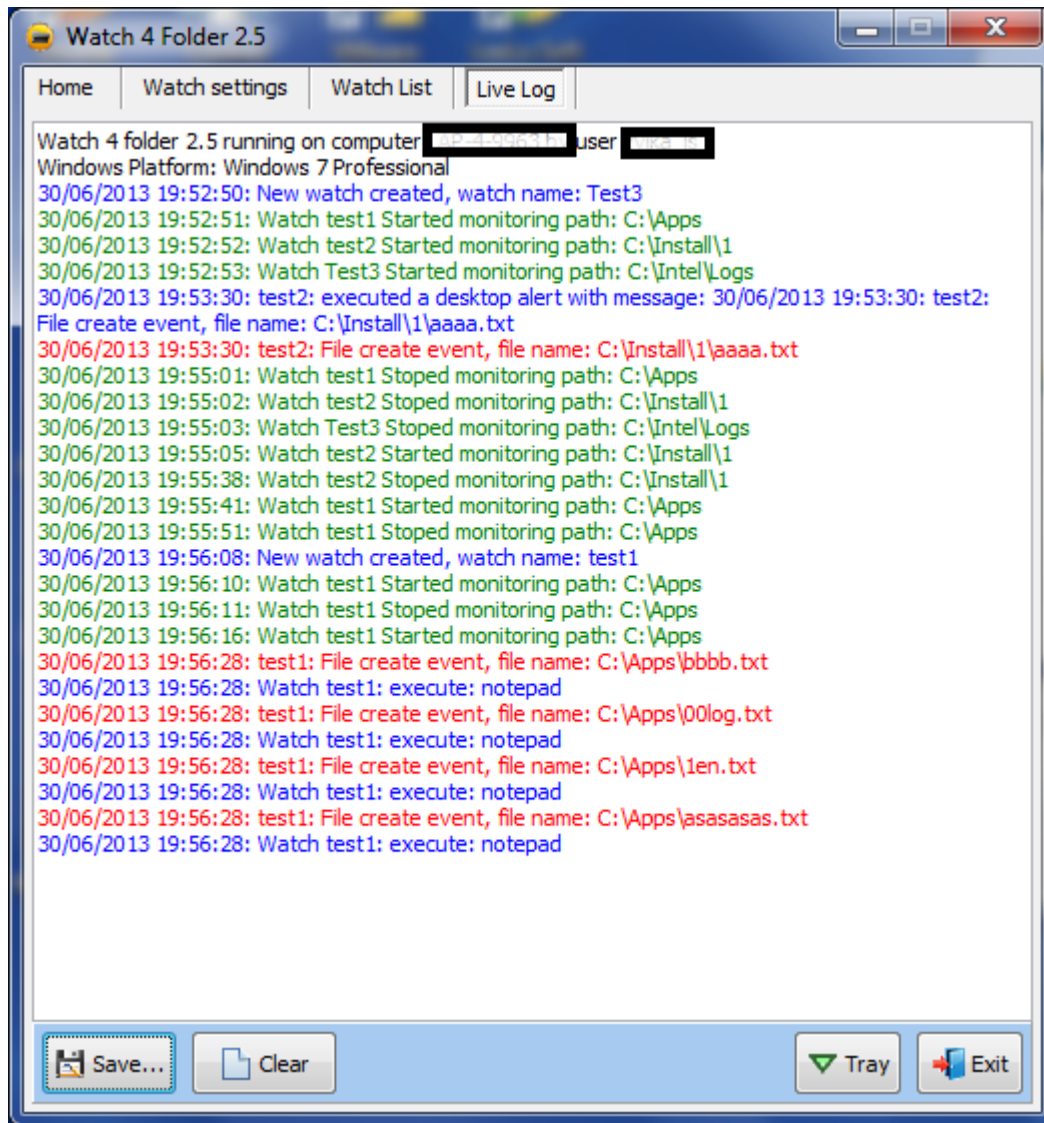 Watch 4 Folder 2.5
Home Watch settings Watch List Live Log
Watch 4 folder 2.5 running on computer user
Windows Platform: Windows 7 Professional
30/06/2013 19:52:50: New watch created, watch name: Test3
30/06/2013 19:52:51: Watch test1 Started monitoring path: C:\Apps
30/06/2013 19:52:52: Watch test2 Started monitoring path: C:\Install\1
30/06/2013 19:52:53: Watch Test3 Started monitoring path: C:\Intel\Logs
30/06/2013 19:53:30: test2: executed a desktop alert with message: 30/06/2013 19:53:30: test2:
File create event, file name: C:\Install\1\aaaa.txt
30/06/2013 19:53:30: test2: File create event, file name: C:\Install\1\aaaa.txt
30/06/2013 19:55:01: Watch test1 Stoped monitoring path: C:\Apps
30/06/2013 19:55:02: Watch test2 Stoped monitoring path: C:\Install\1
30/06/2013 19:55:03: Watch Test3 Stoped monitoring path: C:\Intel\Logs
30/06/2013 19:55:05: Watch test2 Stoped monitoring path: C:\Install\1
30/06/2013 19:55:38: Watch test2 Stoped monitoring path: C:\Install\1
30/06/2013 19:55:41: Watch test1 Started monitoring path: C:\Apps
30/06/2013 19:55:51: Watch test1 Stoped monitoring path: C:\Apps
30/06/2013 19:56:08: New watch created, watch name: test1
30/06/2013 19:56:10: Watch test1 Started monitoring path: C:\Apps
30/06/2013 19:56:11: Watch test1 Stoped monitoring path: C:\Apps
30/06/2013 19:56:16: Watch test1 Started monitoring path: C:\Apps
30/06/2013 19:56:28: test1: File create event, file name: C:\Apps\bbbb.txt
30/06/2013 19:56:28: Watch test1: execute: notepad
30/06/2013 19:56:28: test1: File create event, file name: C:\Apps\00log.txt
30/06/2013 19:56:28: Watch test1: execute: notepad
30/06/2013 19:56:28: test1: File create event, file name: C:\Apps\1en.txt
30/06/2013 19:56:28: Watch test1: execute: notepad
30/06/2013 19:56:28: test1: File create event, file name: C:\Apps\asasasas.txt
30/06/2013 19:56:28: Watch test1: execute: notepad
Save... Clear Tray Exit